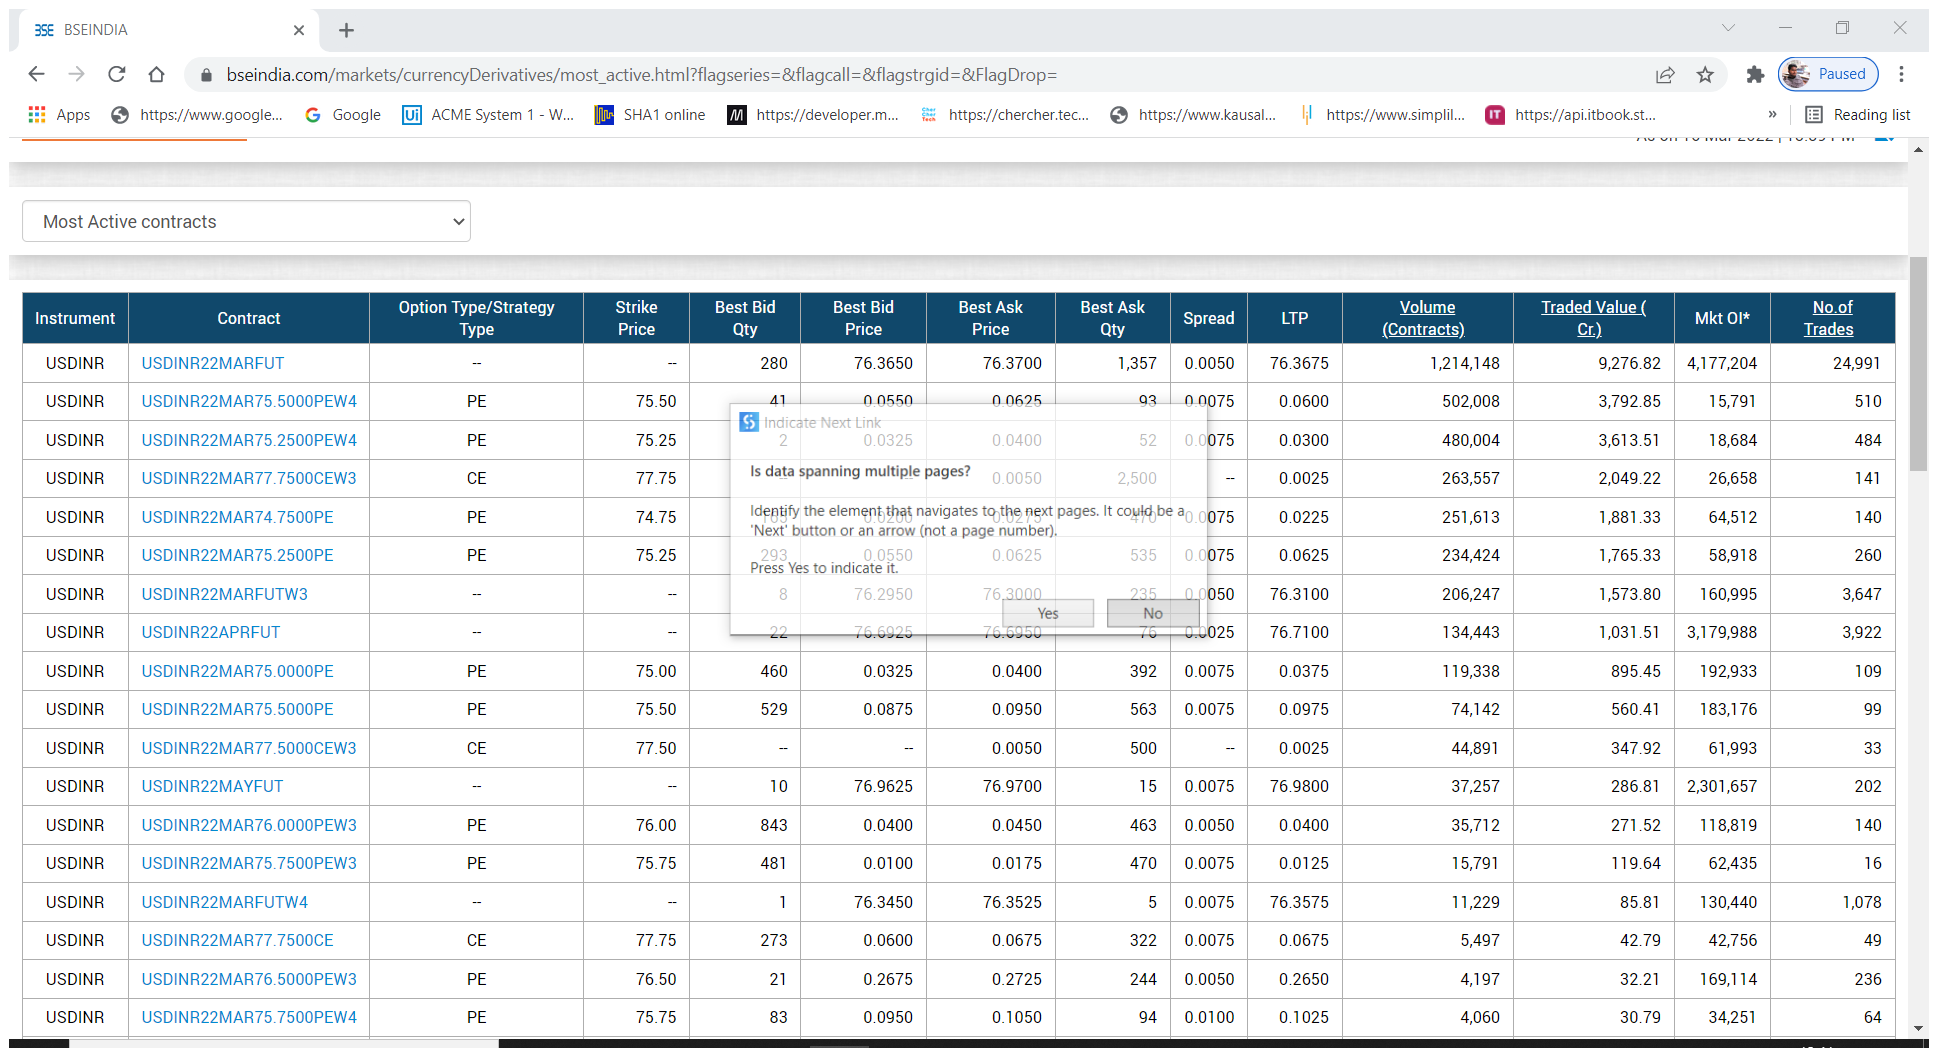 BSE BSEINDIA
bseindia.com/markets/currencyDerivatives/most_active.html?flagseries=&flagcall=&flagstrgid=&FlagDrop= Paused
Apps https://www.google... Google Ui ACME System 1 - W... SHA1 online https://developer.m... https://chercher.tec... https://www.kausal... https://www.simplil... IT https://api.itbook.st... » Reading list
Most Active contracts
Instrument Contract Option Type/Strategy Type Strike Price Best Bid Qty Best Bid Price Best Ask Price Best Ask Qty Spread LTP Volume (Contracts) Traded Value ( Cr.) Mkt OI* No.of Trades
USDINR USDINR22MARFUT -- -- 280 76.3650 76.3700 1,357 0.0050 76.3675 1,214,148 9,276.82 4,177,204 24,991
USDINR USDINR22MAR75.5000PEW4 PE 75.50 41 0.0550 0.0625 93 0.0075 0.0600 502,008 3,792.85 15,791 510
USDINR USDINR22MAR75.2500PEW4 PE 75.25 2 0.0325 0.0400 52 0.0075 0.0300 480,004 3,613.51 18,684 484
USDINR USDINR22MAR77.7500CEW3 CE 77.75 0.0050 2,500 -- 0.0025 263,557 2,049.22 26,658 141
USDINR USDINR22MAR74.7500PE PE 74.75 0.0075 0.0225 251,613 1,881.33 64,512 140
USDINR USDINR22MAR75.2500PE PE 75.25 293 0.0550 0.0625 535 0.0075 0.0625 234,424 1,765.33 58,918 260
USDINR USDINR22MARFUTW3 -- -- 8 76.2950 76.3000 235 0.0050 76.3100 206,247 1,573.80 160,995 3,647
USDINR USDINR22APRFUT -- -- 22 76.6925 76.6950 76 0.0025 76.7100 134,443 1,031.51 3,179,988 3,922
USDINR USDINR22MAR75.0000PE PE 75.00 460 0.0325 0.0400 392 0.0075 0.0375 119,338 895.45 192,933 109
USDINR USDINR22MAR75.5000PE PE 75.50 529 0.0875 0.0950 563 0.0075 0.0975 74,142 560.41 183,176 99
USDINR USDINR22MAR77.5000CEW3 CE 77.50 -- -- 0.0050 500 -- 0.0025 44,891 347.92 61,993 33
USDINR USDINR22MAYFUT -- -- 10 76.9625 76.9700 15 0.0075 76.9800 37,257 286.81 2,301,657 202
USDINR USDINR22MAR76.0000PEW3 PE 76.00 843 0.0400 0.0450 463 0.0050 0.0400 35,712 271.52 118,819 140
USDINR USDINR22MAR75.7500PEW3 PE 75.75 481 0.0100 0.0175 470 0.0075 0.0125 15,791 119.64 62,435 16
USDINR USDINR22MARFUTW4 -- -- 1 76.3450 76.3525 5 0.0075 76.3575 11,229 85.81 130,440 1,078
USDINR USDINR22MAR77.7500CE CE 77.75 273 0.0600 0.0675 322 0.0075 0.0675 5,497 42.79 42,756 49
USDINR USDINR22MAR76.5000PEW3 PE 76.50 21 0.2675 0.2725 244 0.0050 0.2650 4,197 32.21 169,114 236
USDINR USDINR22MAR75.7500PEW4 PE 75.75 83 0.0950 0.1050 94 0.0100 0.1025 4,060 30.79 34,251 64
Indicate Next Link
Is data spanning multiple pages?
Identify the element that navigates to the next pages. It could be a
'Next' button or an arrow (not a page number).
Press Yes to indicate it.
Yes No